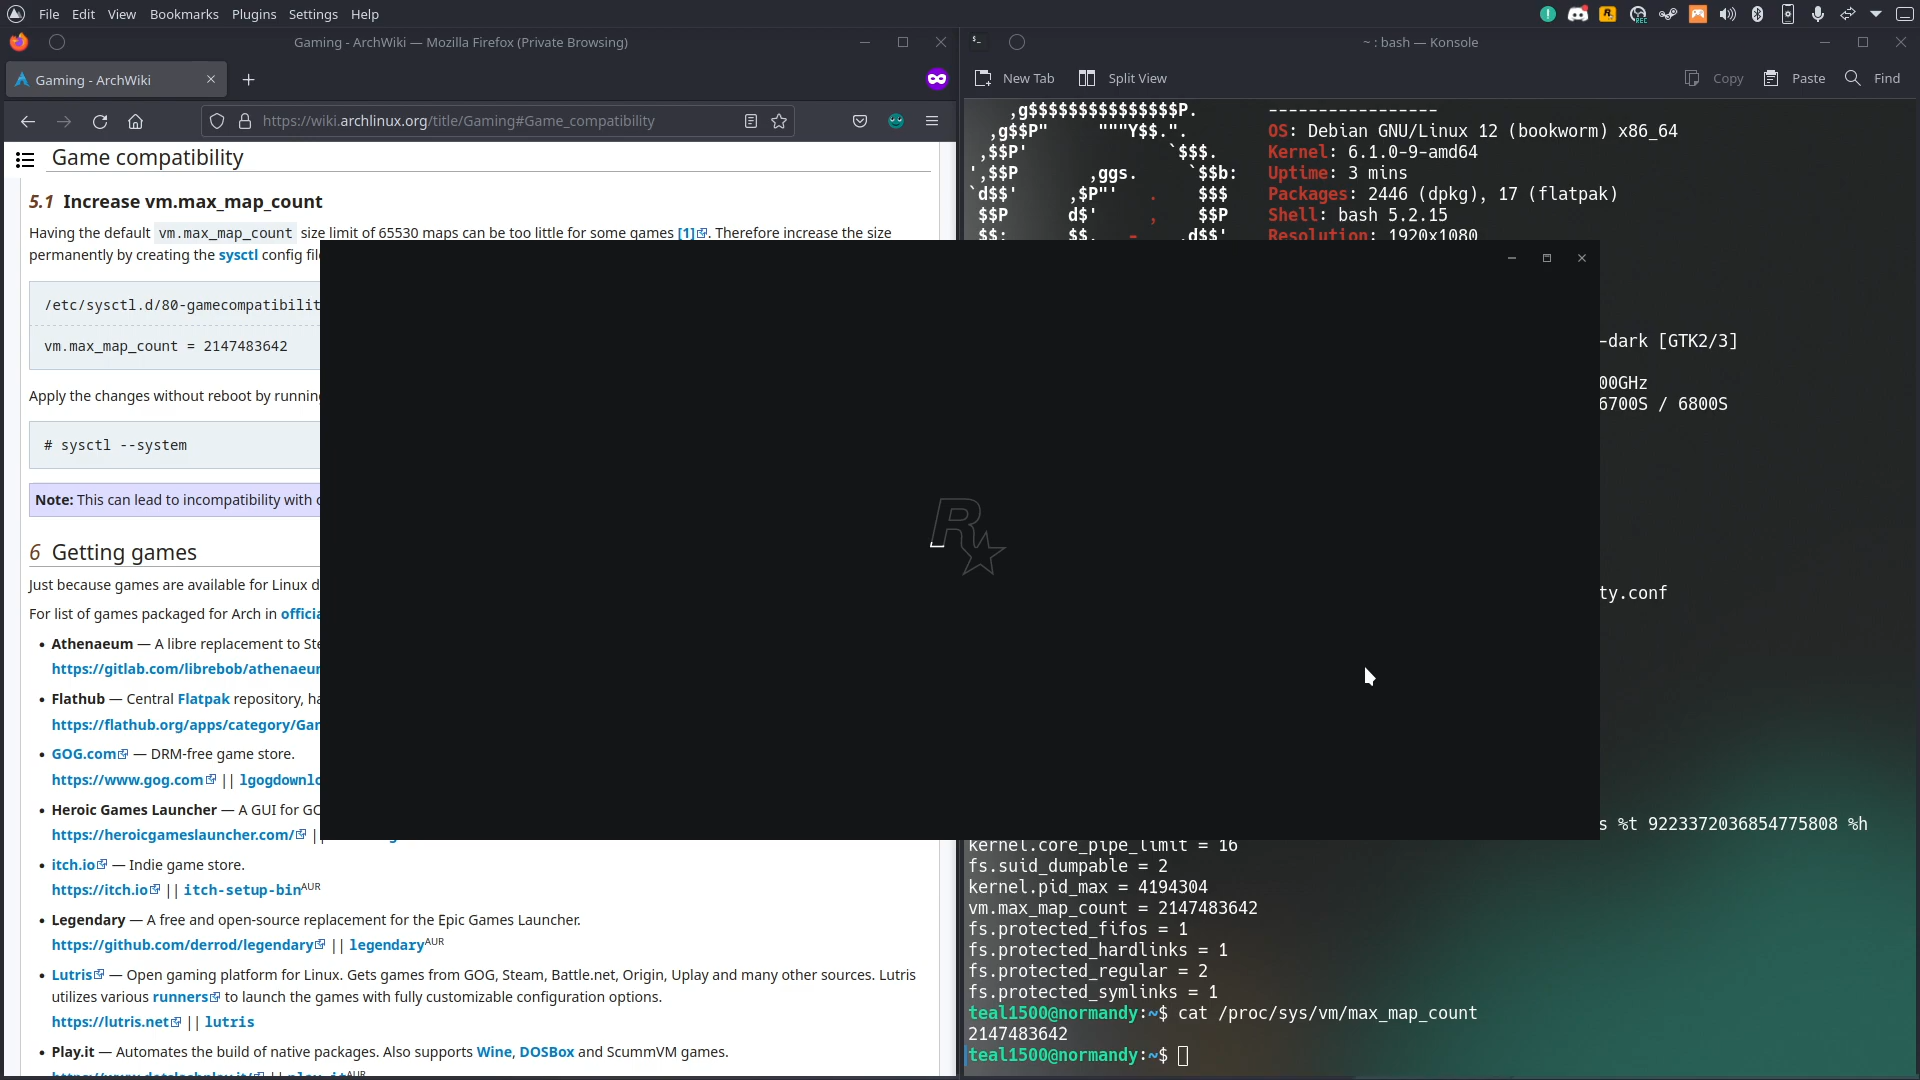 File Edit View Bookmarks Plugins Settings Help
Gaming - ArchWiki — Mozilla Firefox (Private Browsing)
Gaming - ArchWiki
https://wiki.archlinux.org/title/Gaming#Game_compatibility
Game compatibility
5.1 Increase vm.max_map_count
Having the default vm.max_map_count size limit of 65530 maps can be too little for some games [1]. Therefore increase the size
permanently by creating the sysctl config
/etc/sysctl.d/80-gamecompatibilit
vm.max_map_count = 2147483642
Apply the changes without reboot by runnin
# sysctl --system
Note: This can lead to incompatibility with
6 Getting games
Just because games are available for Linux
For list of games packaged for Arch in officia
• Athenaeum — A libre replacement to Ste
https://gitlab.com/librebob/athenaeu
• Flathub — Central Flatpak repository, ha
https://flathub.org/apps/category/Gar
• GOG.com — DRM-free game store.
https://www.gog.com || lgogdownlo
• Heroic Games Launcher — A GUI for GO
https://heroicgameslauncher.com/ ||
• itch.io — Indie game store.
https://itch.io || itch-setup-binAUR
• Legendary — A free and open-source replacement for the Epic Games Launcher.
https://github.com/derrod/legendary || legendaryAUR
• Lutris — Open gaming platform for Linux. Gets games from GOG, Steam, Battle.net, Origin, Uplay and many other sources. Lutris
utilizes various runners to launch the games with fully customizable configuration options.
https://lutris.net || lutris
• Play.it — Automates the build of native packages. Also supports Wine, DOSBox and ScummVM games.
R
~ : bash — Konsole
New Tab Split View Copy Paste Find
,g$$$$$$$$$$$$$$$P. -----------------
,g$$P" """Y$$.". OS: Debian GNU/Linux 12 (bookworm) x86_64
,$$P' `$$$. Kernel: 6.1.0-9-amd64
',$$P ,ggs. `$$b: Uptime: 3 mins
`d$$' ,$P"' . $$$ Packages: 2446 (dpkg), 17 (flatpak)
$$P d$' , $$P Shell: bash 5.2.15
$$: $$. - ,d$$' Resolution: 1920x1080
-dark [GTK2/3]
00GHz
6700S / 6800S
ty.conf
s %t 9223372036854775808 %h
kernel.core_pipe_limit = 16
fs.suid_dumpable = 2
kernel.pid_max = 4194304
vm.max_map_count = 2147483642
fs.protected_fifos = 1
fs.protected_hardlinks = 1
fs.protected_regular = 2
fs.protected_symlinks = 1
teal1500@normandy:~$ cat /proc/sys/vm/max_map_count
2147483642
teal1500@normandy:~$